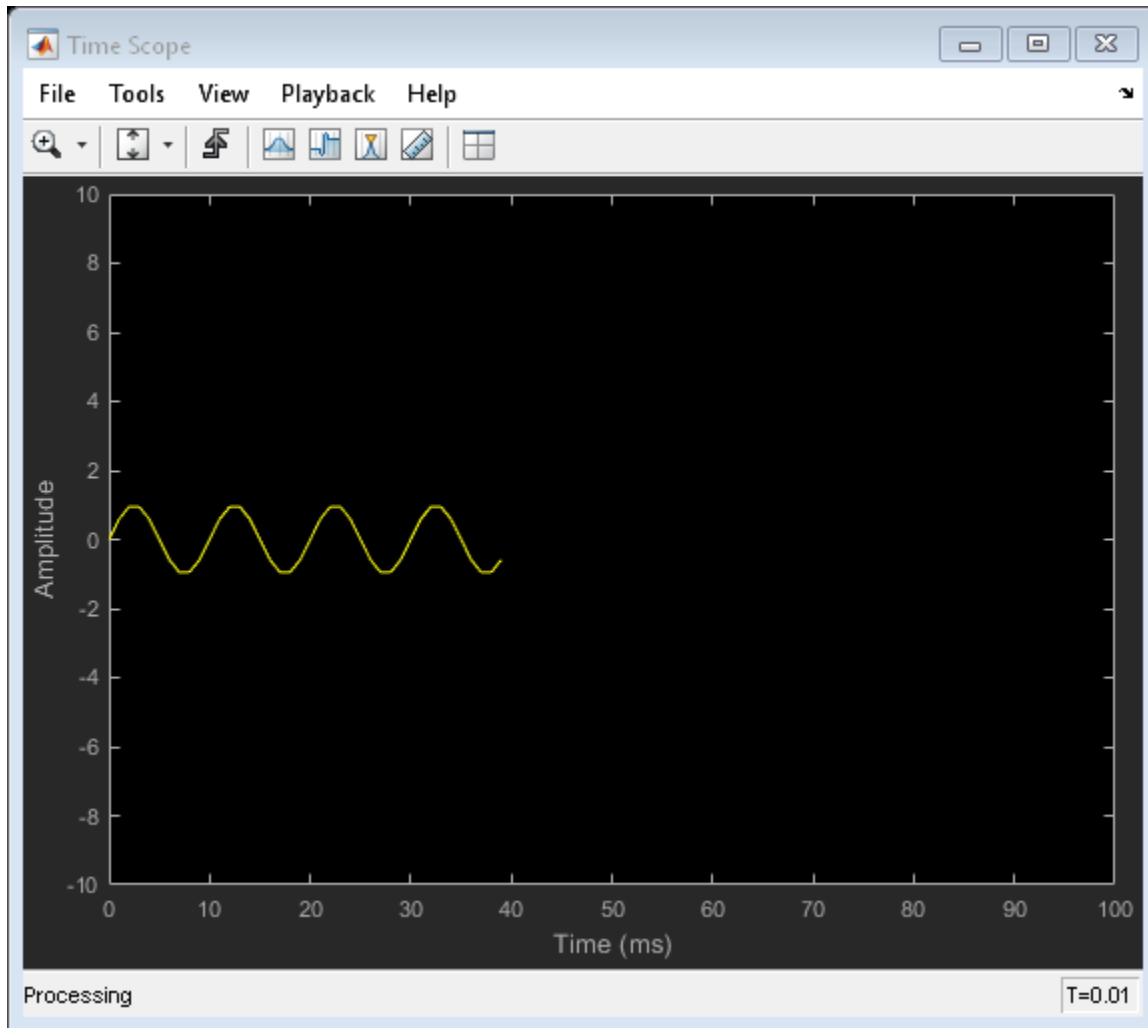 Time Scope
File Tools View Playback Help
10
8
6
4
2
0
-2
-4
-6
-8
-10
Amplitude
0 10 20 30 40 50 60 70 80 90 100
Time (ms)
Processing T=0.01